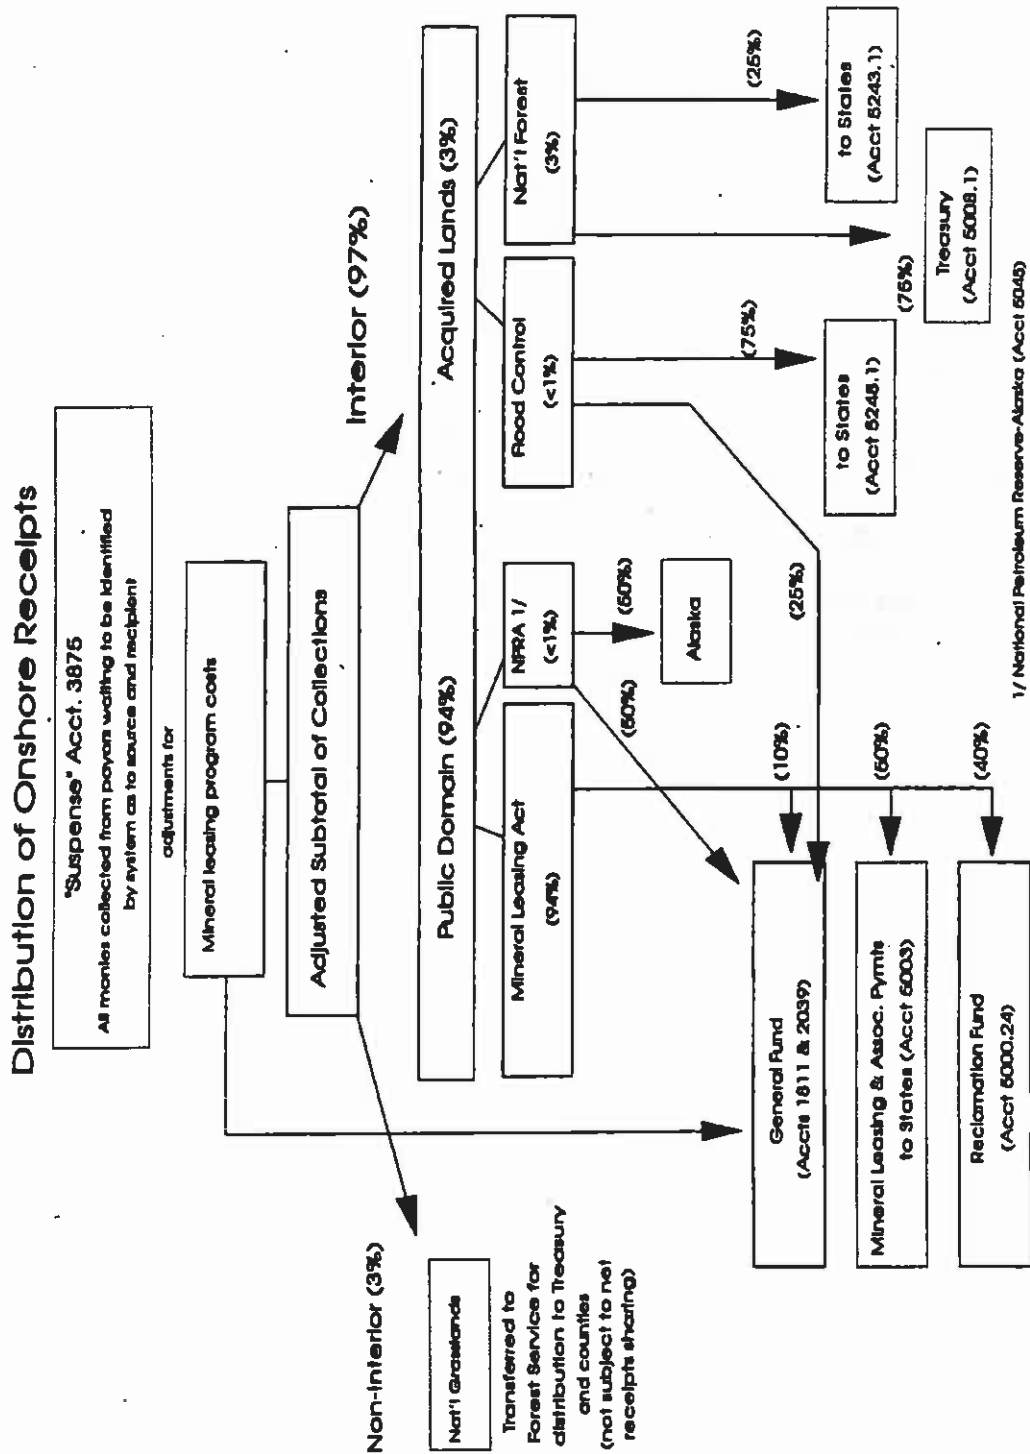 Distribution of Onshore Receipts
"Suspense" Acct. 3875
All monies collected from payors waiting to be identified
by system as to source and recipient
adjustments for
Mineral leasing program costs
Adjusted Subtotal of Collections
Non-Interior (3%)
Interior (97%)
Nat'l Grasslands
Transferred to
Forest Service for
distribution to Treasury
and counties
(not subject to net
receipts sharing)
Public Domain (94%)
Acquired Lands (3%)
Mineral Leasing Act
(94%)
NPRA 1/
(<1%)
Flood Control
(<1%)
Nat'l Forest
(3%)
(50%)
(50%)
Alaska
(75%)
(25%)
(25%)
(75%)
(10%)
(50%)
(40%)
General Fund
(Accts 1811 & 2039)
Mineral Leasing & Assoc. Pymts
to States (Acct 5003)
Reclamation Fund
(Acct 5000.24)
to States
(Acct 5248.1)
to States
(Acct 5243.1)
Treasury
(Acct 5008.1)
1/ National Petroleum Reserve-Alaska (Acct 5045)